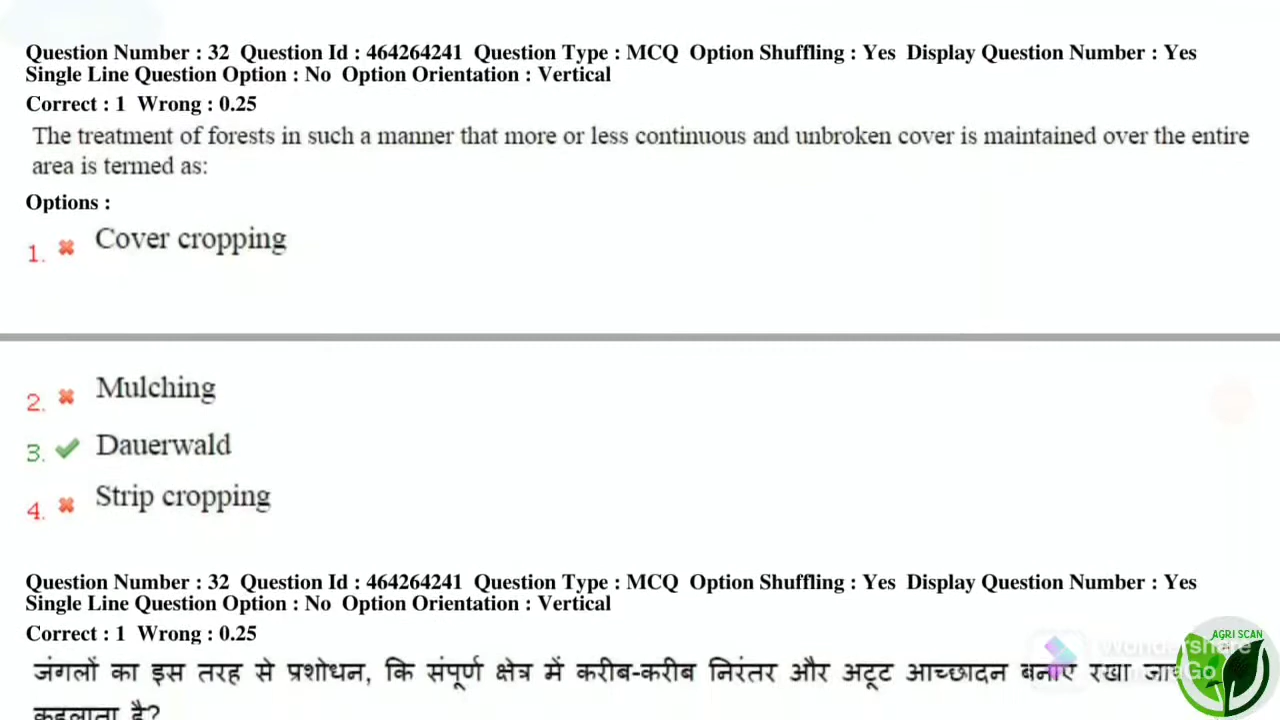 Question Number : 32 Question Id : 464264241 Question Type : MCQ Option Shuffling : Yes Display Question Number : Yes
Single Line Question Option : No Option Orientation : Vertical
Correct : 1 Wrong : 0.25
The treatment of forests in such a manner that more or less continuous and unbroken cover is maintained over the entire
area is termed as:
Options :
1. Cover cropping
2. Mulching
3. Dauerwald
4. Strip cropping
Question Number : 32 Question Id : 464264241 Question Type : MCQ Option Shuffling : Yes Display Question Number : Yes
Single Line Question Option : No Option Orientation : Vertical
Correct : 1 Wrong : 0.25
जंगलों का इस तरह से प्रशोधन, कि संपूर्ण क्षेत्र में करीब-करीब निरंतर और अटूट आच्छादन बनाए रखा
कहलाता है?
AGRI SCAN
Wondershare